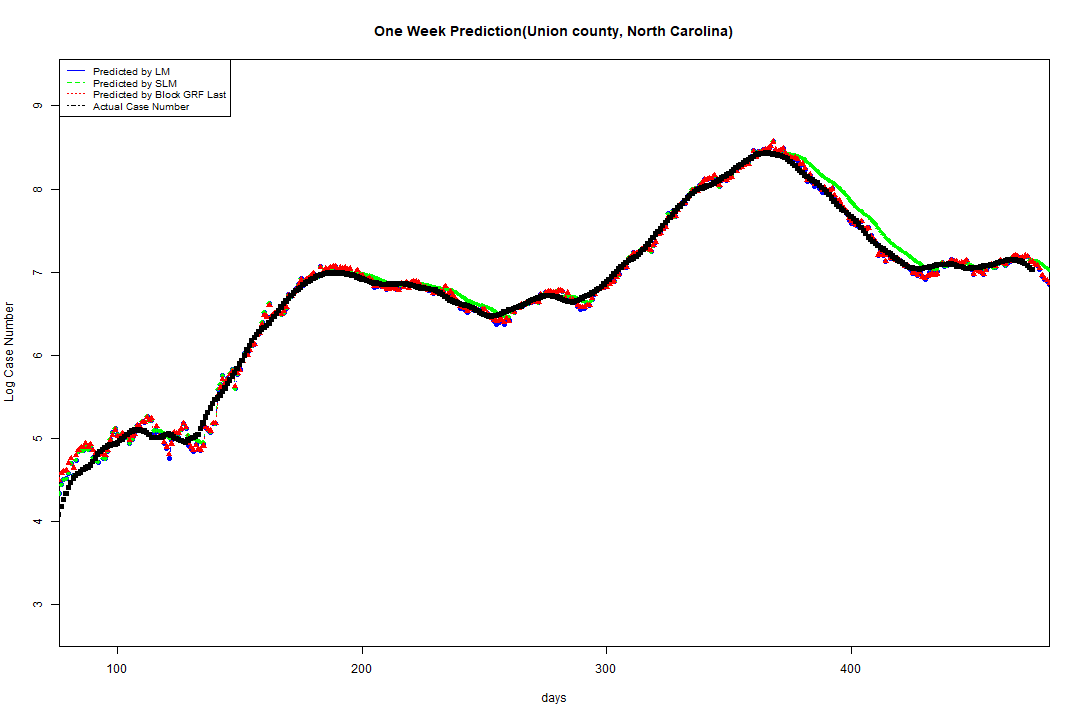 One Week Prediction(Union county, North Carolina)
Predicted by LM
Predicted by SLM
Predicted by Block GRF Last
Actual Case Number
9
8
7
6
5
4
3
Log Case Number
100 200 300 400
days